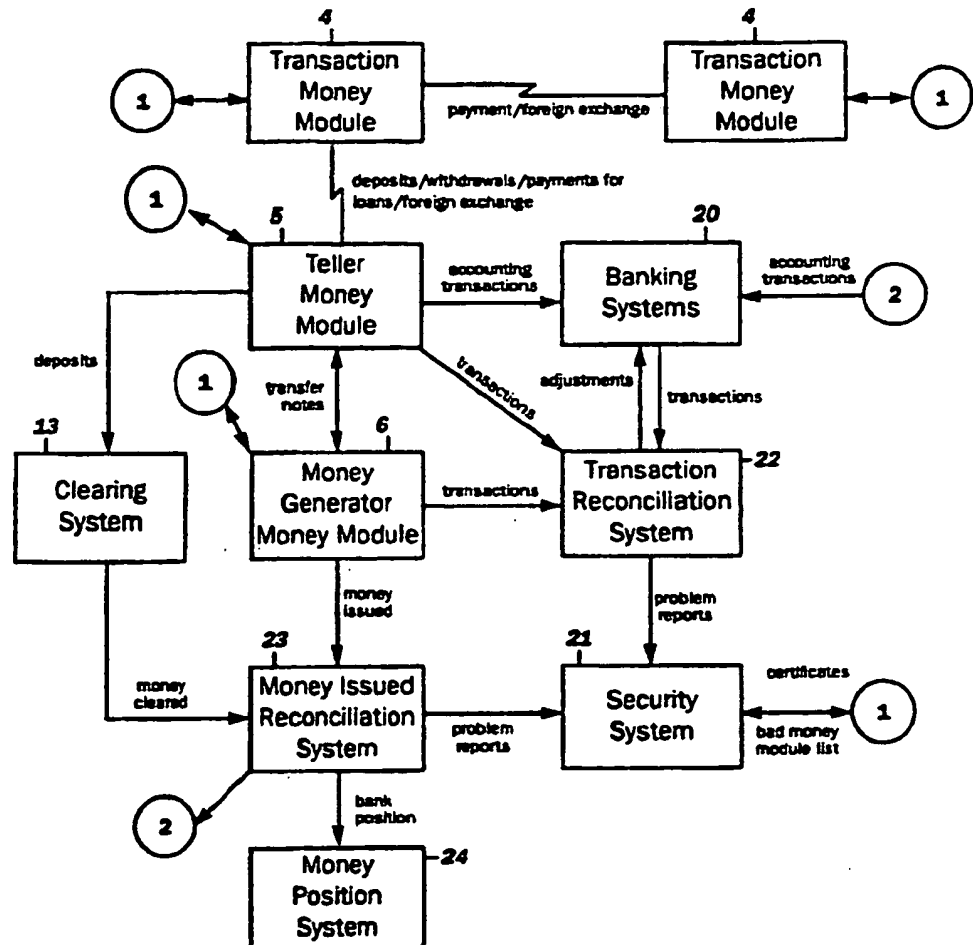 4
4
Transaction
Money
Module
Transaction
Money
Module
1
1
payment/foreign exchange
deposits/withdrawals/payments for
loans/foreign exchange
1
5
20
Teller
Money
Module
accounting
transactions
Banking
Systems
accounting
transactions
2
deposits
1
transfer
notes
transactions
adjustments
transactions
13
6
22
Clearing
System
Money
Generator
Money Module
transactions
Transaction
Reconciliation
System
money
issued
problem
reports
23
21
money
cleared
Money Issued
Reconciliation
System
problem
reports
Security
System
certificates
bad money
module list
1
2
bank
position
24
Money
Position
System